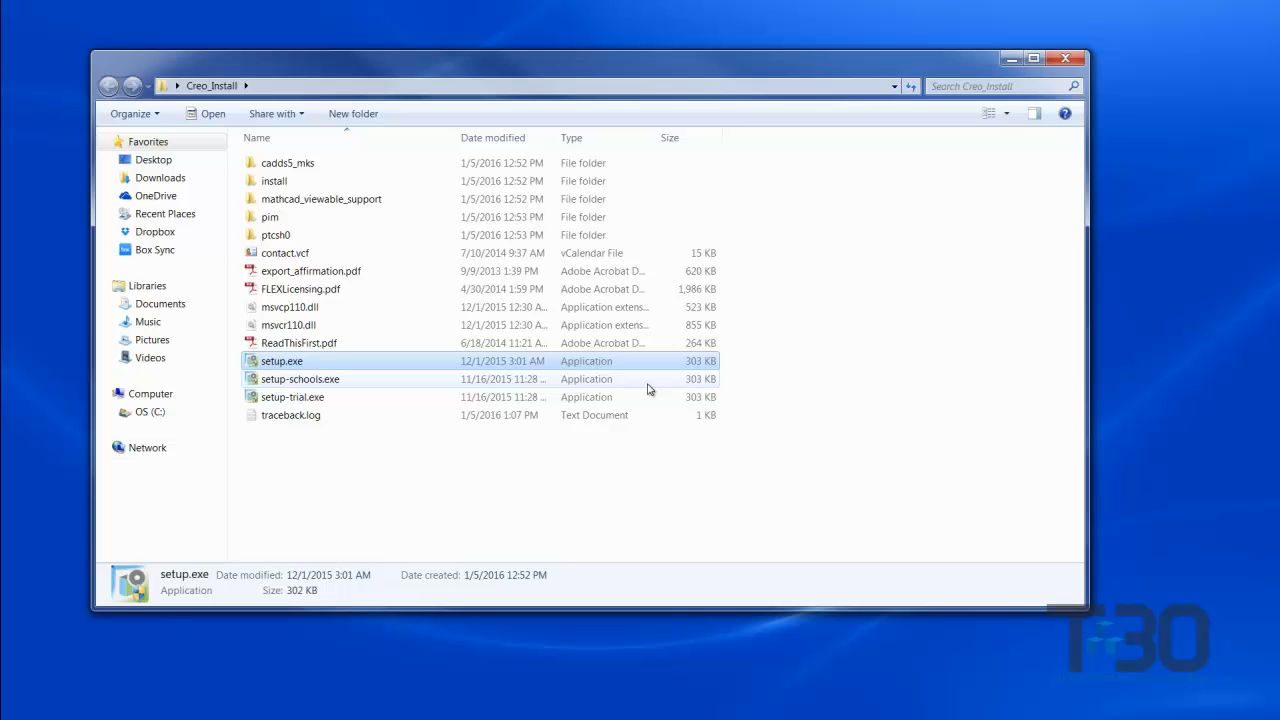 Creo_Install
Search Creo_Install
Organize Open Share with New folder
Name Date modified Type Size
Favorites
Desktop
Downloads
OneDrive
Recent Places
Dropbox
Box Sync
Libraries
Documents
Music
Pictures
Videos
Computer
OS (C:)
Network
cadds5_mks 1/5/2016 12:52 PM File folder
install 1/5/2016 12:52 PM File folder
mathcad_viewable_support 1/5/2016 12:52 PM File folder
pim 1/5/2016 12:53 PM File folder
ptcsh0 1/5/2016 12:53 PM File folder
contact.vcf 7/10/2014 9:37 AM vCalendar File 15 KB
export_affirmation.pdf 9/9/2013 1:39 PM Adobe Acrobat D... 620 KB
FLEXLicensing.pdf 4/30/2014 1:59 PM Adobe Acrobat D... 1,986 KB
msvcp110.dll 12/1/2015 12:30 A... Application extens... 523 KB
msvcr110.dll 12/1/2015 12:30 A... Application extens... 855 KB
ReadThisFirst.pdf 6/18/2014 11:21 A... Adobe Acrobat D... 264 KB
setup.exe 12/1/2015 3:01 AM Application 303 KB
setup-schools.exe 11/16/2015 11:28 ... Application 303 KB
setup-trial.exe 11/16/2015 11:28 ... Application 303 KB
traceback.log 1/5/2016 1:07 PM Text Document 1 KB
setup.exe Date modified: 12/1/2015 3:01 AM Date created: 1/5/2016 12:52 PM
Application Size: 302 KB